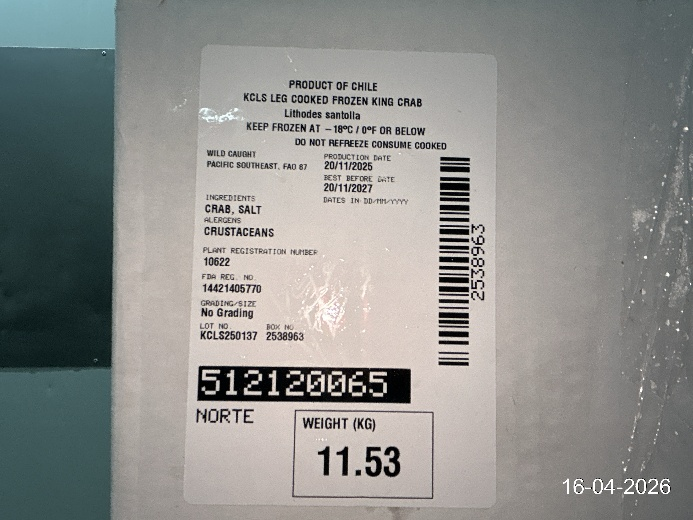 PRODUCT OF CHILE
KCLS LEG COOKED FROZEN KING CRAB
Lithodes santolla
KEEP FROZEN AT –18ºC / 0ºF OR BELOW
DO NOT REFREEZE CONSUME COOKED
WILD CAUGHT
PACIFIC SOUTHEAST, FAO 87
PRODUCTION DATE
20/11/2025
BEST BEFORE DATE
20/11/2027
DATES IN DD/MM/YYYY
INGREDIENTS
CRAB, SALT
ALERGENS
CRUSTACEANS
PLANT REGISTRATION NUMBER
10622
FDA REG. NO.
14421405770
GRADING/SIZE
No Grading
LOT NO. BOX NO.
KCLS250137 2538963
2538963
512120065
NORTE
WEIGHT (KG)
11.53
16-04-2026